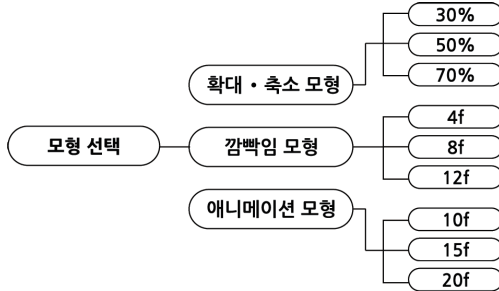 모형 선택
확대・축소 모형
30%
50%
70%
깜빡임 모형
4f
8f
12f
애니메이션 모형
10f
15f
20f